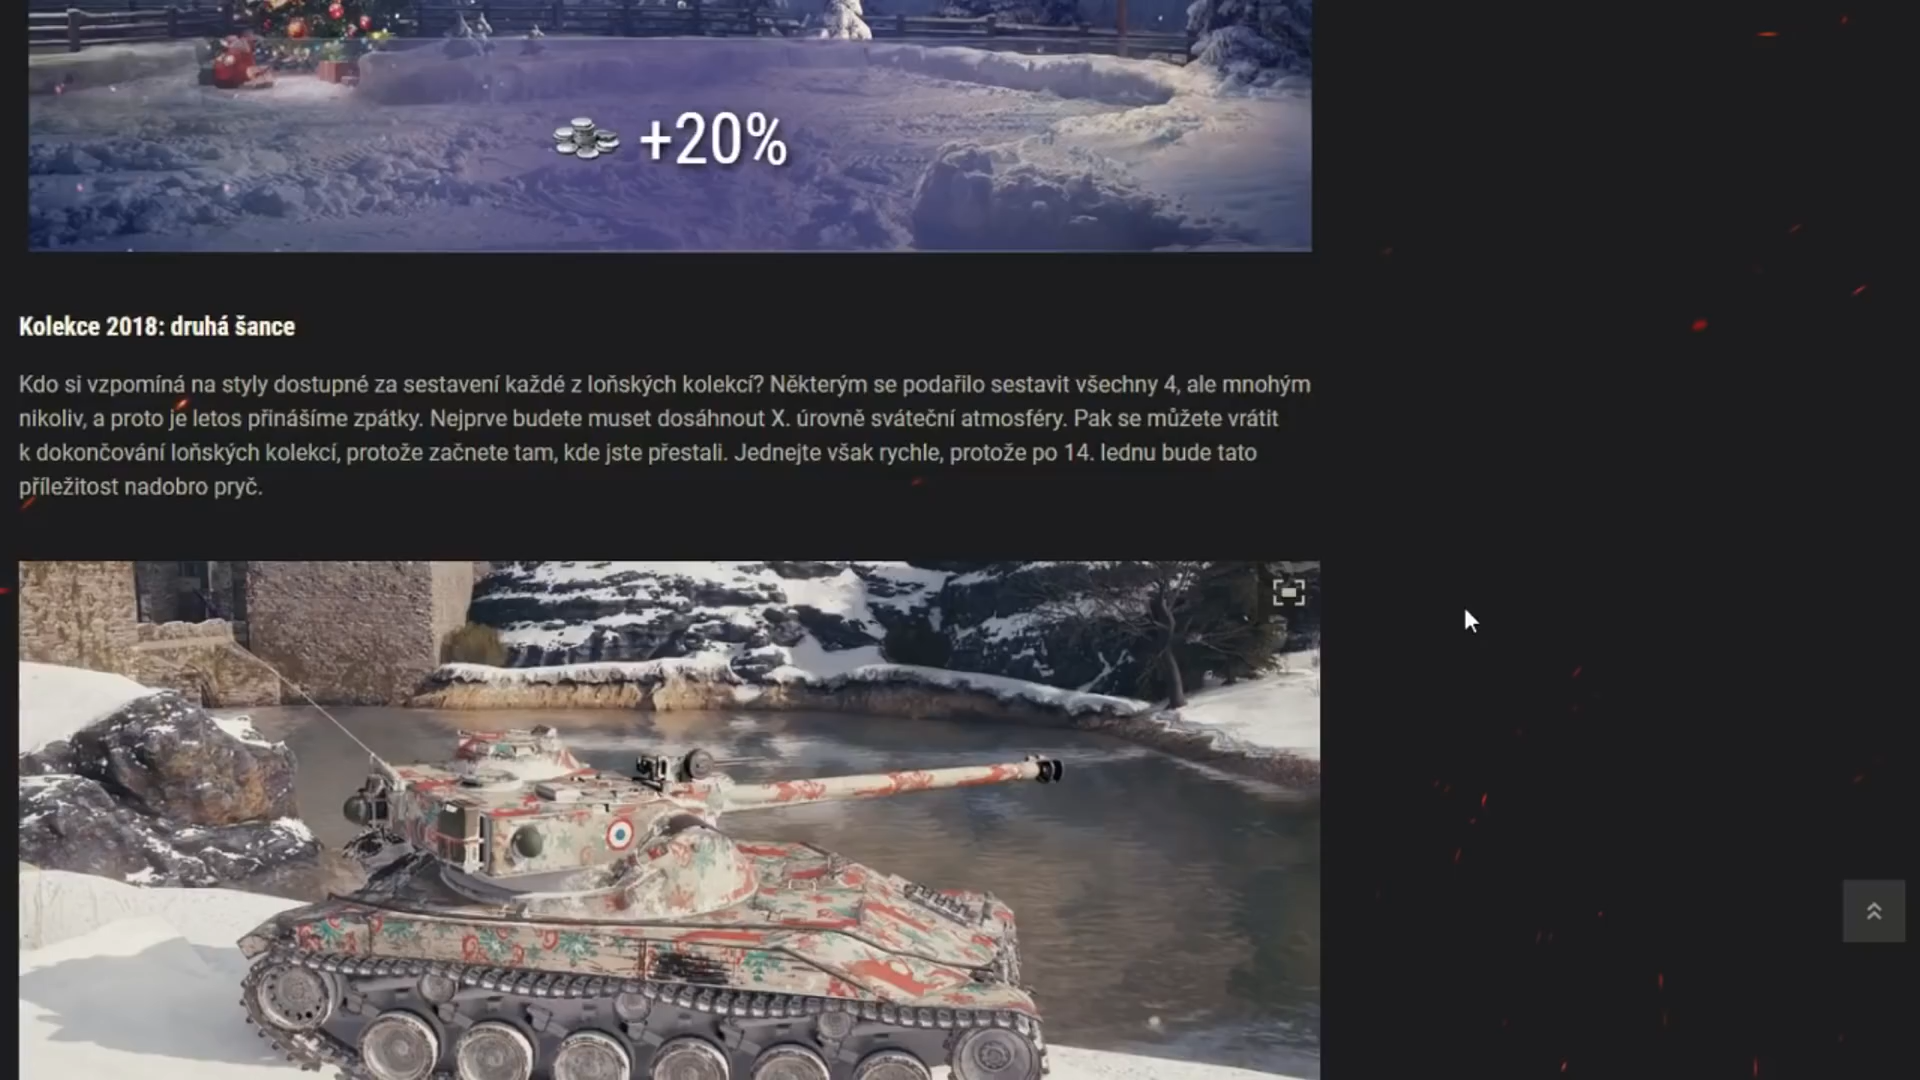 +20%
Kolekce 2018: druhá šance
Kdo si vzpomíná na styly dostupné za sestavení každé z loňských kolekcí? Některým se podařilo sestavit všechny 4, ale mnohým
nikoliv, a proto je letos přinášíme zpátky. Nejprve budete muset dosáhnout X. úrovně sváteční atmosféry. Pak se můžete vrátit
k dokončování loňských kolekcí, protože začnete tam, kde jste přestali. Jednejte však rychle, protože po 14. lednu bude tato
příležitost nadobro pryč.